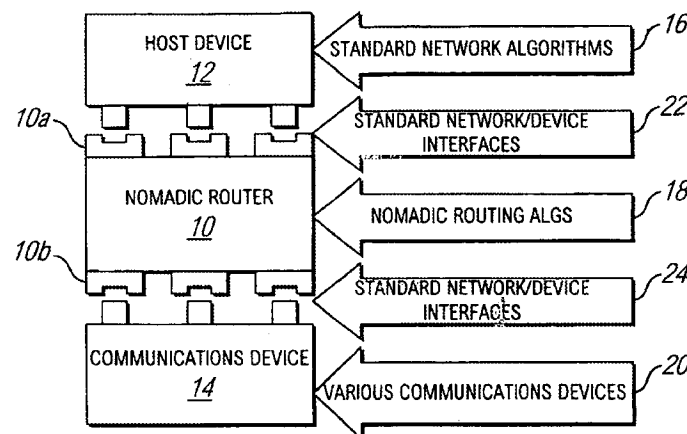 HOST DEVICE
12
STANDARD NETWORK ALGORITHMS
16
10a
STANDARD NETWORK/DEVICE
INTERFACES
22
NOMADIC ROUTER
10
NOMADIC ROUTING ALGS
18
10b
STANDARD NETWORK/DEVICE
INTERFACES
24
COMMUNICATIONS DEVICE
14
VARIOUS COMMUNICATIONS DEVICES
20